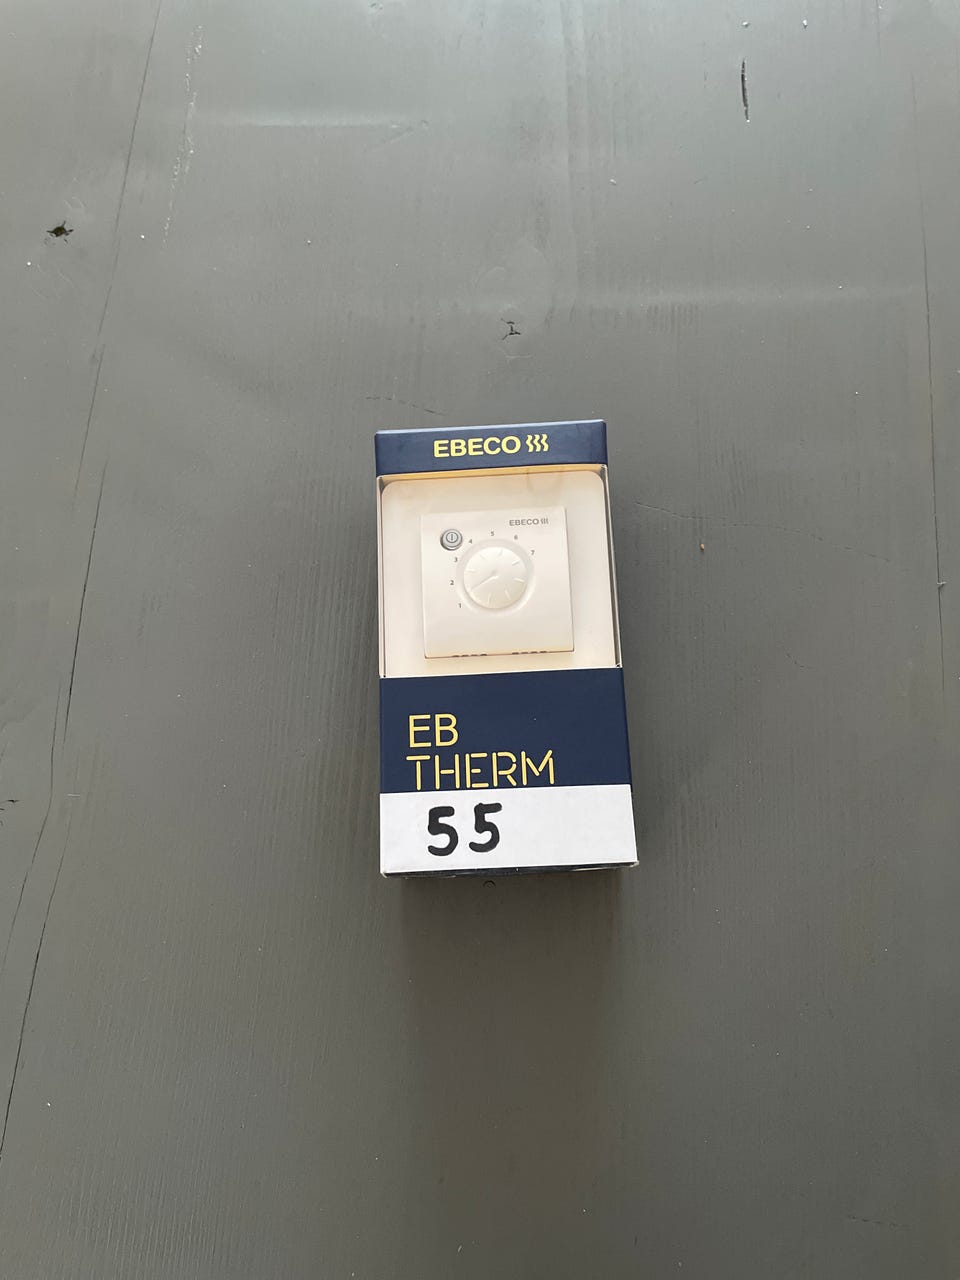 EBECO
EBECO
1 2 3 4 5 6 7
EB
THERM
55